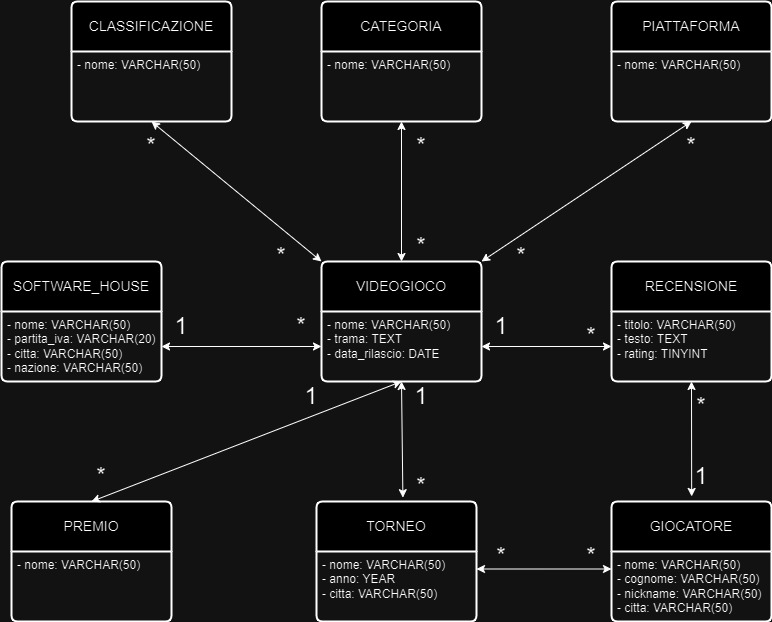 CLASSIFICAZIONE
- nome: VARCHAR(50)
CATEGORIA
- nome: VARCHAR(50)
PIATTAFORMA
- nome: VARCHAR(50)
* * *
* * *
SOFTWARE_HOUSE
- nome: VARCHAR(50)
- partita_iva: VARCHAR(20)
- citta: VARCHAR(50)
- nazione: VARCHAR(50)
1 *
VIDEOGIOCO
- nome: VARCHAR(50)
- trama: TEXT
- data_rilascio: DATE
1 *
RECENSIONE
- titolo: VARCHAR(50)
- testo: TEXT
- rating: TINYINT
1 1 *
* * 1
PREMIO
- nome: VARCHAR(50)
TORNEO
- nome: VARCHAR(50)
- anno: YEAR
- citta: VARCHAR(50)
* *
GIOCATORE
- nome: VARCHAR(50)
- cognome: VARCHAR(50)
- nickname: VARCHAR(50)
- citta: VARCHAR(50)